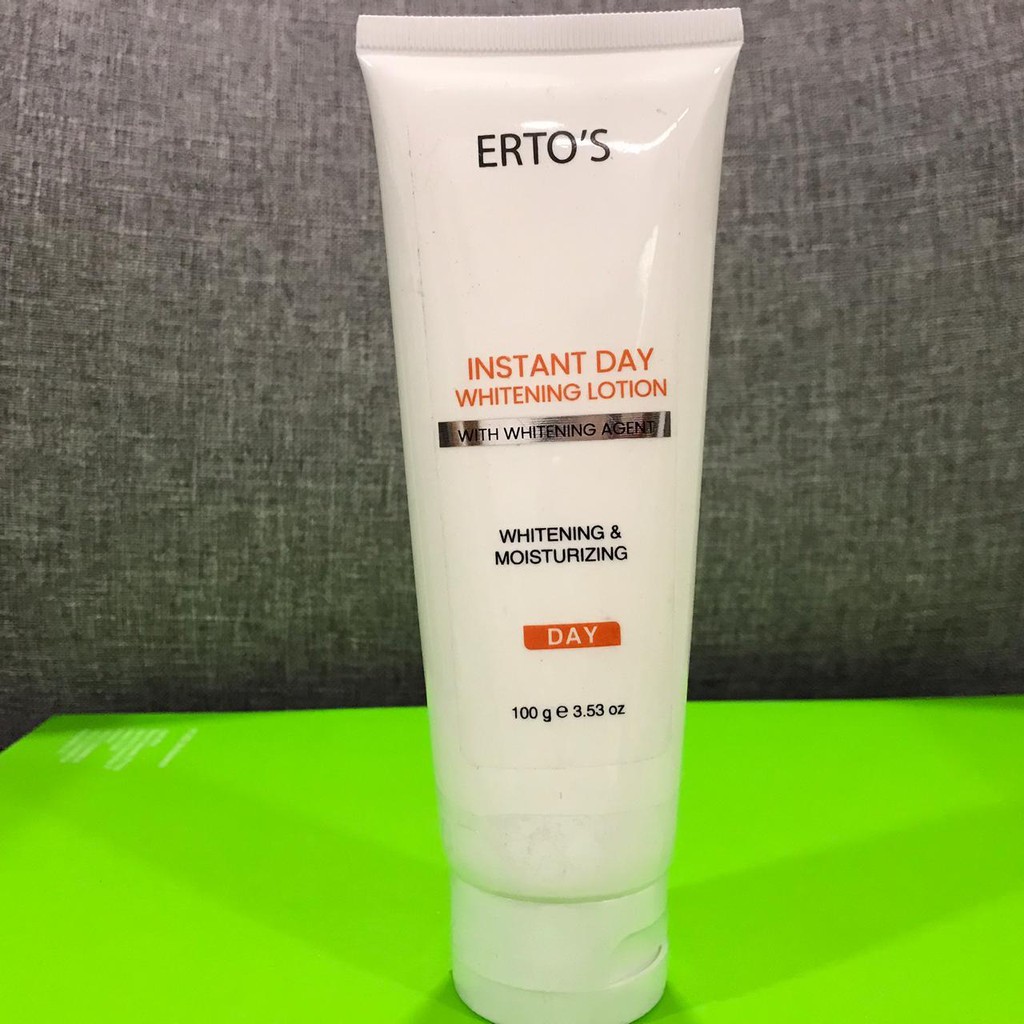 ERTO'S
INSTANT DAY
WHITENING LOTION
WITH WHITENING AGENT
WHITENING &
MOISTURIZING
DAY
100 g e 3.53 oz